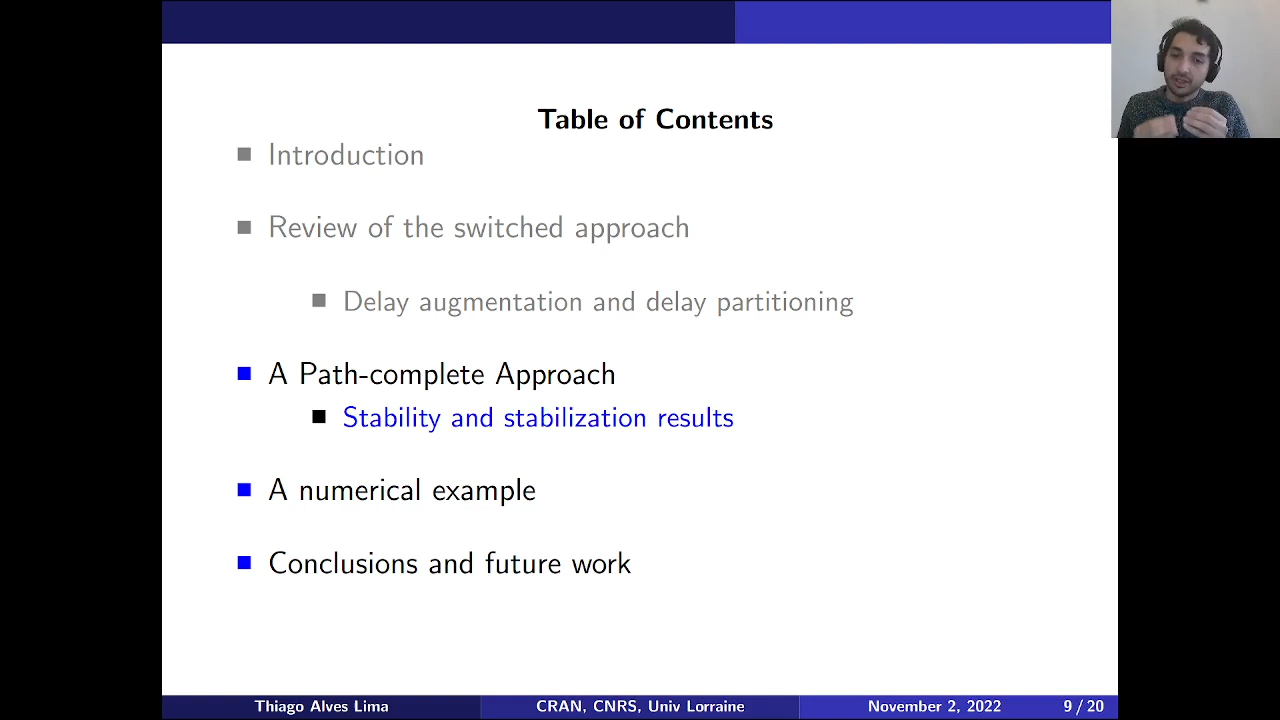 Table of Contents
Introduction
Review of the switched approach
Delay augmentation and delay partitioning
A Path-complete Approach
Stability and stabilization results
A numerical example
Conclusions and future work
Thiago Alves Lima CRAN, CNRS, Univ Lorraine November 2, 2022 9 / 20